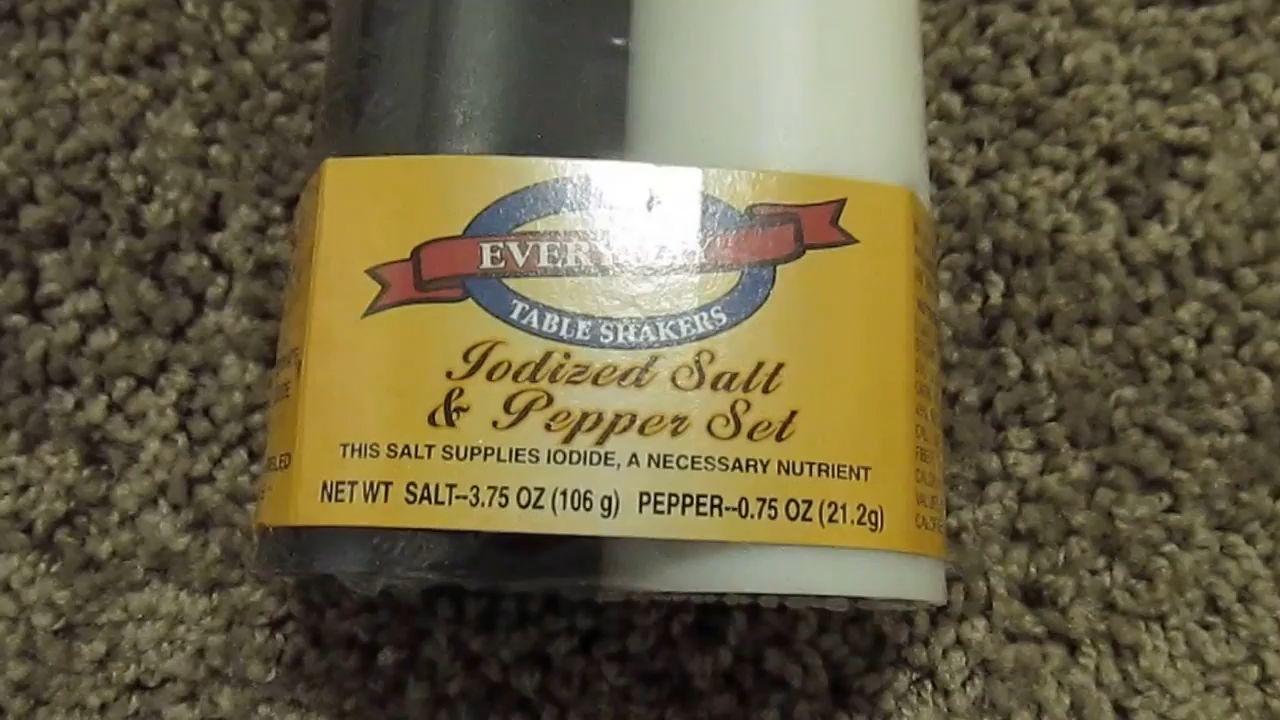 EVERYDAY
TABLE SHAKERS
Iodized Salt
& Pepper Set
THIS SALT SUPPLIES IODIDE, A NECESSARY NUTRIENT
NET WT SALT--3.75 OZ (106 g) PEPPER--0.75 OZ (21.2g)